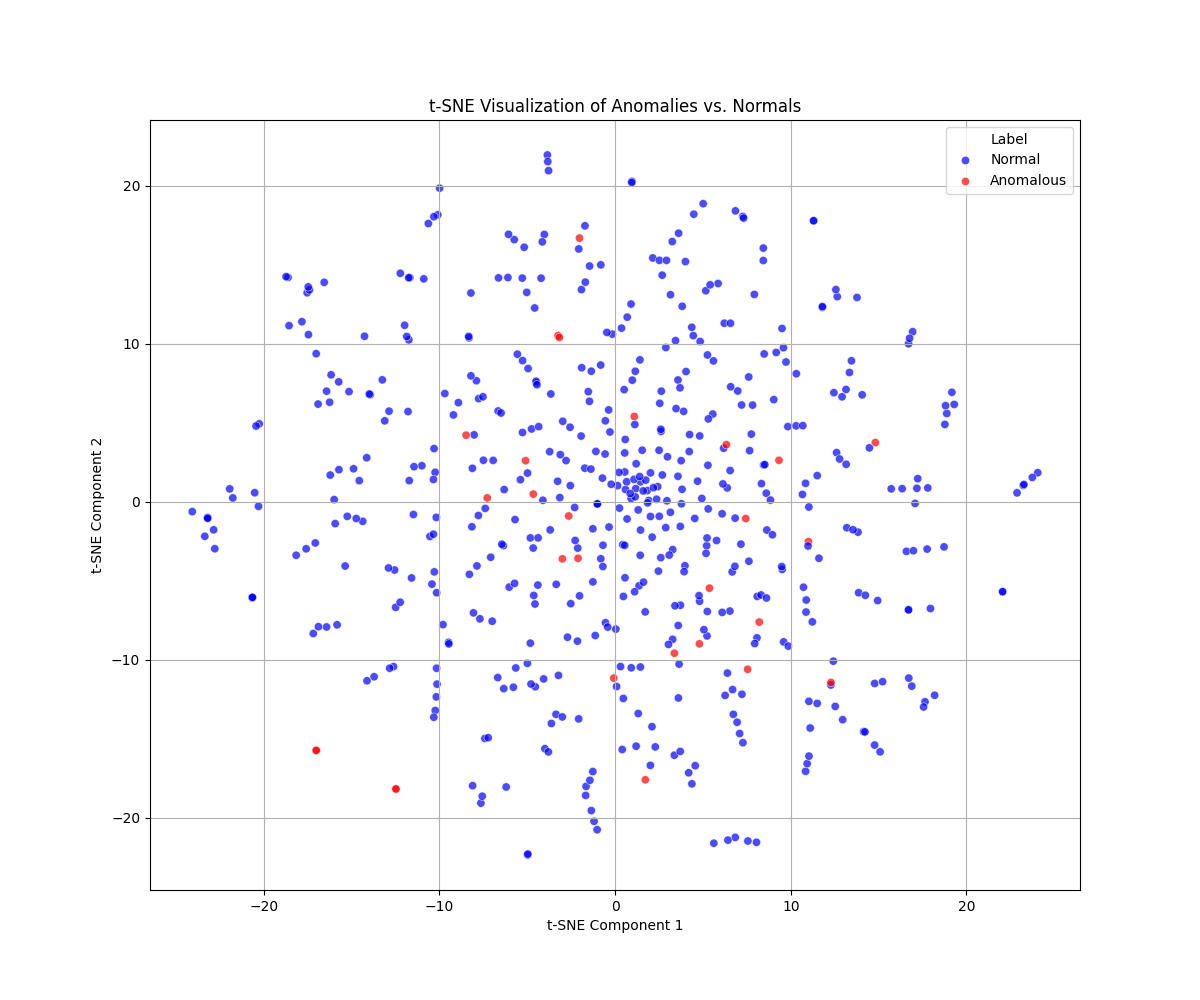 t-SNE Visualization of Anomalies vs. Normals
Label
Normal
Anomalous
20
10
0
−10
−20
t-SNE Component 2
−20
−10
0
10
20
t-SNE Component 1